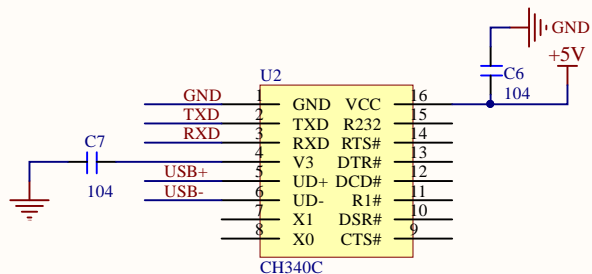 GND
+5V
C6
104
U2
GND 1 GND VCC 16
TXD 2 TXD R232 15
RXD 3 RXD RTS# 14
C7
104
4 V3 DTR# 13
USB+ 5 UD+ DCD# 12
USB- 6 UD- R1# 11
7 X1 DSR# 10
8 X0 CTS# 9
CH340C